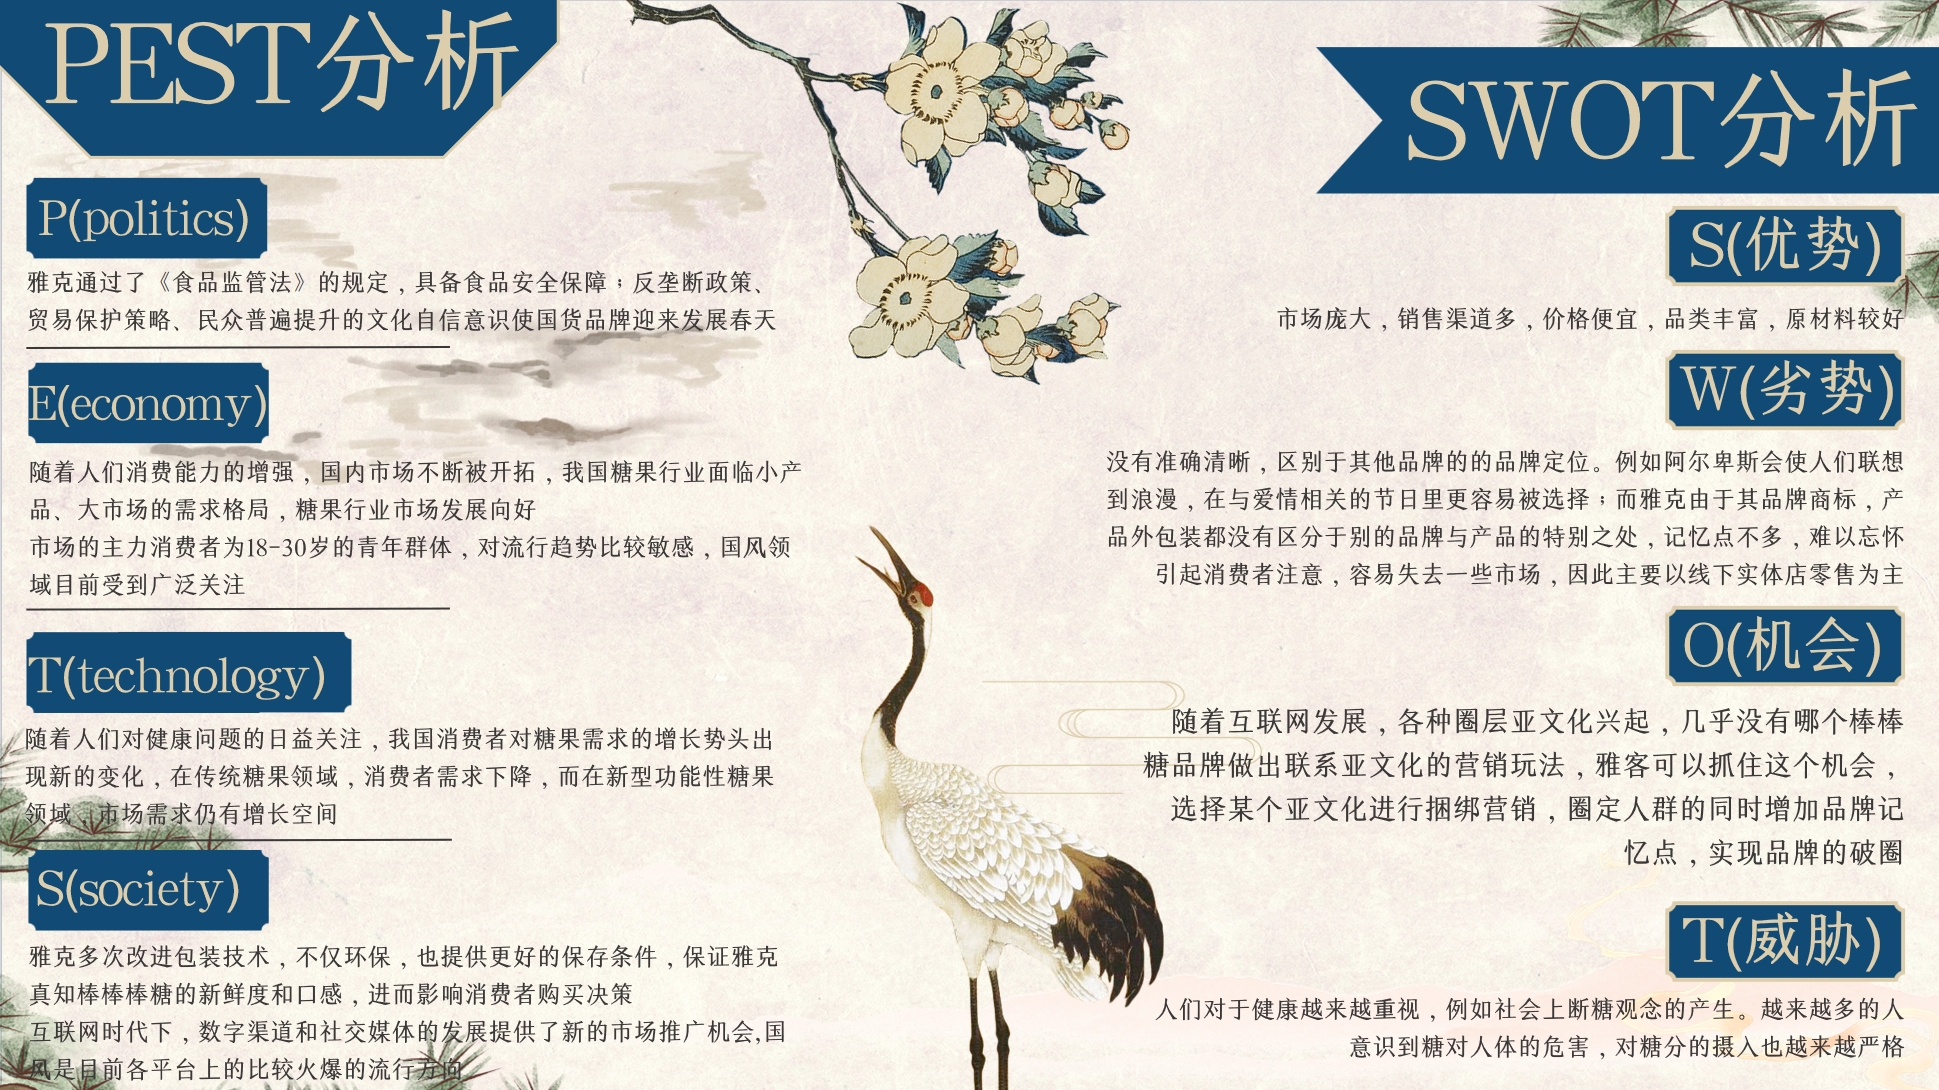 PEST分析
P(politics)
雅克通过了《食品监管法》的规定，具备食品安全保障；反垄断政策、
贸易保护策略、民众普遍提升的文化自信意识使国货品牌迎来发展春天
E(economy)
随着人们消费能力的增强，国内市场不断被开拓，我国糖果行业面临小产
品、大市场的需求格局，糖果行业市场发展向好
市场的主力消费者为18-30岁的青年群体，对流行趋势比较敏感，国风领
域目前受到广泛关注
T(technology)
随着人们对健康问题的日益关注，我国消费者对糖果需求的增长势头出
现新的变化，在传统糖果领域，消费者需求下降，而在新型功能性糖果
领域，市场需求仍有增长空间
S(society)
雅克多次改进包装技术，不仅环保，也提供更好的保存条件，保证雅克
真知棒棒棒糖的新鲜度和口感，进而影响消费者购买决策
互联网时代下，数字渠道和社交媒体的发展提供了新的市场推广机会,国
风是目前各平台上的比较火爆的流行方向
SWOT分析
S(优势)
市场庞大，销售渠道多，价格便宜，品类丰富，原材料较好
W(劣势)
没有准确清晰，区别于其他品牌的的品牌定位。例如阿尔卑斯会使人们联想
到浪漫，在与爱情相关的节日里更容易被选择；而雅克由于其品牌商标，产
品外包装都没有区分于别的品牌与产品的特别之处，记忆点不多，难以忘怀
引起消费者注意，容易失去一些市场，因此主要以线下实体店零售为主
O(机会)
随着互联网发展，各种圈层亚文化兴起，几乎没有哪个棒棒
糖品牌做出联系亚文化的营销玩法，雅客可以抓住这个机会，
选择某个亚文化进行捆绑营销，圈定人群的同时增加品牌记
忆点，实现品牌的破圈
T(威胁)
人们对于健康越来越重视，例如社会上断糖观念的产生。越来越多的人
意识到糖对人体的危害，对糖分的摄入也越来越严格